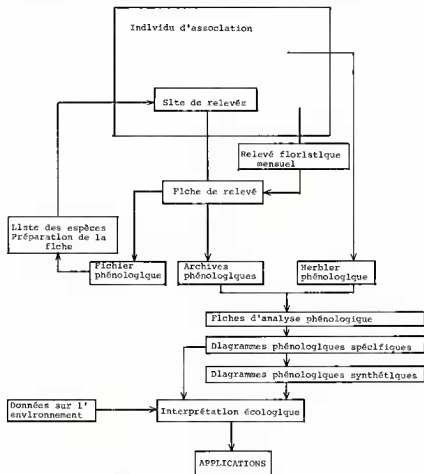 Individu d'association
Site de relevés
Relevé floristique
mensuel
Fiche de relevé
Liste des espèces
Préparation de la
fiche
Fichier
phénologique
Archives
phénologiques
Herbier
phénologique
Fiches d'analyse phénologique
Diagrammes phénologiques spécifiques
Diagrammes phénologiques synthétiques
Données sur l'
environnement
Interprétation écologique
APPLICATIONS